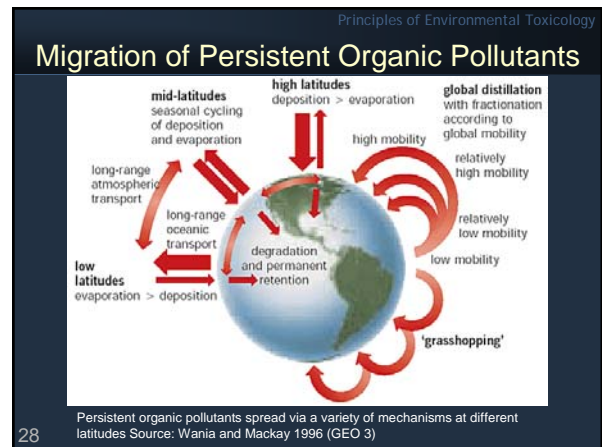 Principles of Environmental Toxicology
Migration of Persistent Organic Pollutants
high latitudes
deposition > evaporation
mid-latitudes
seasonal cycling
of deposition
and evaporation
global distillation
with fractionation
according to
global mobility
high mobility
relatively
high mobility
long-range
atmospheric
transport
long-range
oceanic
transport
relatively
low mobility
degradation
and permanent
retention
low mobility
low
latitudes
evaporation > deposition
'grasshopping'
Persistent organic pollutants spread via a variety of mechanisms at different
latitudes Source: Wania and Mackay 1996 (GEO 3)
28